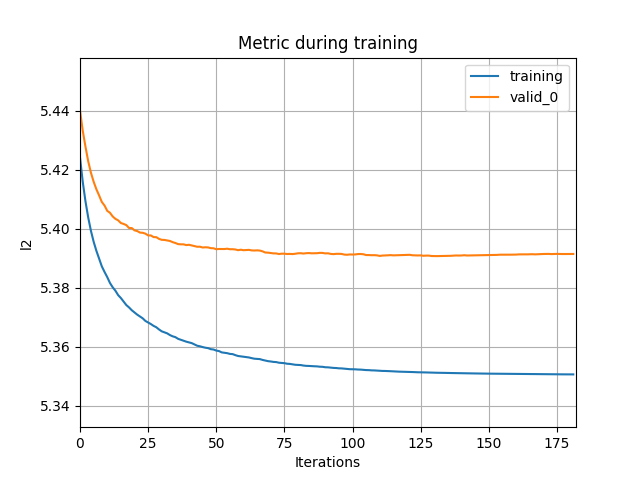 Metric during training
training
valid_0
5.44
5.42
5.40
5.38
5.36
5.34
l2
0 25 50 75 100 125 150 175
Iterations